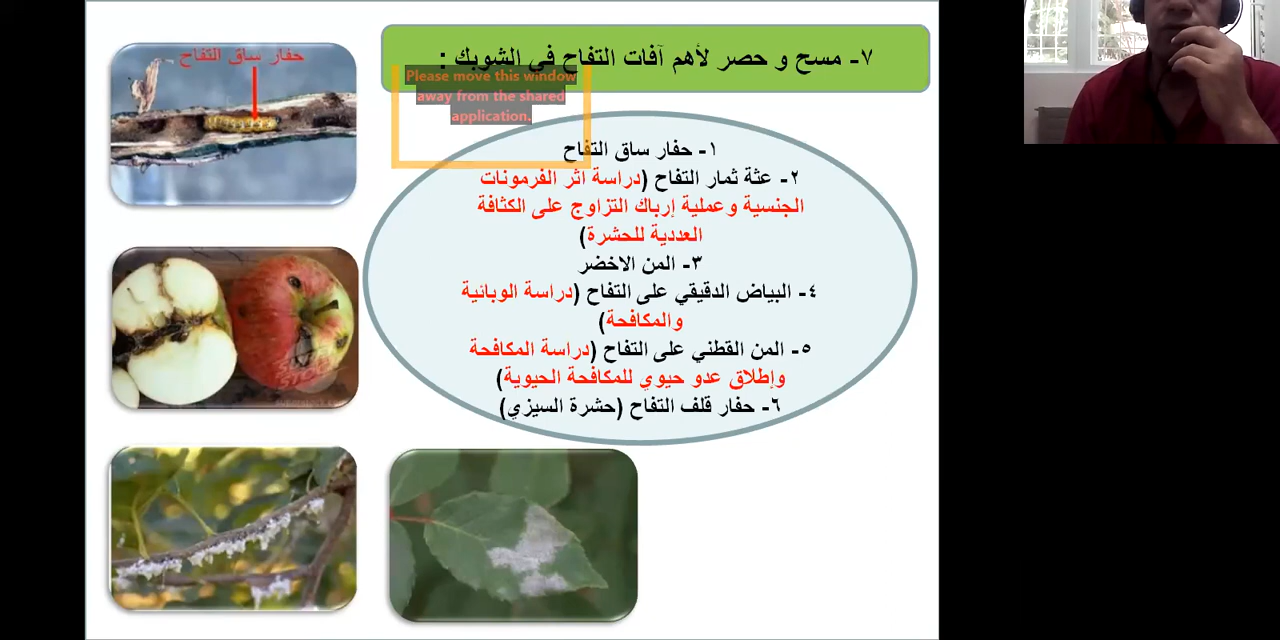 حفار ساق التفاح
٧- مسح و حصر لأهم آفات التفاح في الشوبك :
Please move this window
away from the shared
application.
١- حفار ساق التفاح
٢- عثة ثمار التفاح (دراسة اثر الفرمونات
الجنسية وعملية إرباك التزاوج على الكثافة
العددية للحشرة)
٣- المن الاخضر
٤- البياض الدقيقي على التفاح (دراسة الوبائية
والمكافحة)
٥- المن القطني على التفاح (دراسة المكافحة
وإطلاق عدو حيوي للمكافحة الحيوية)
٦- حفار قلف التفاح (حشرة السيزي)